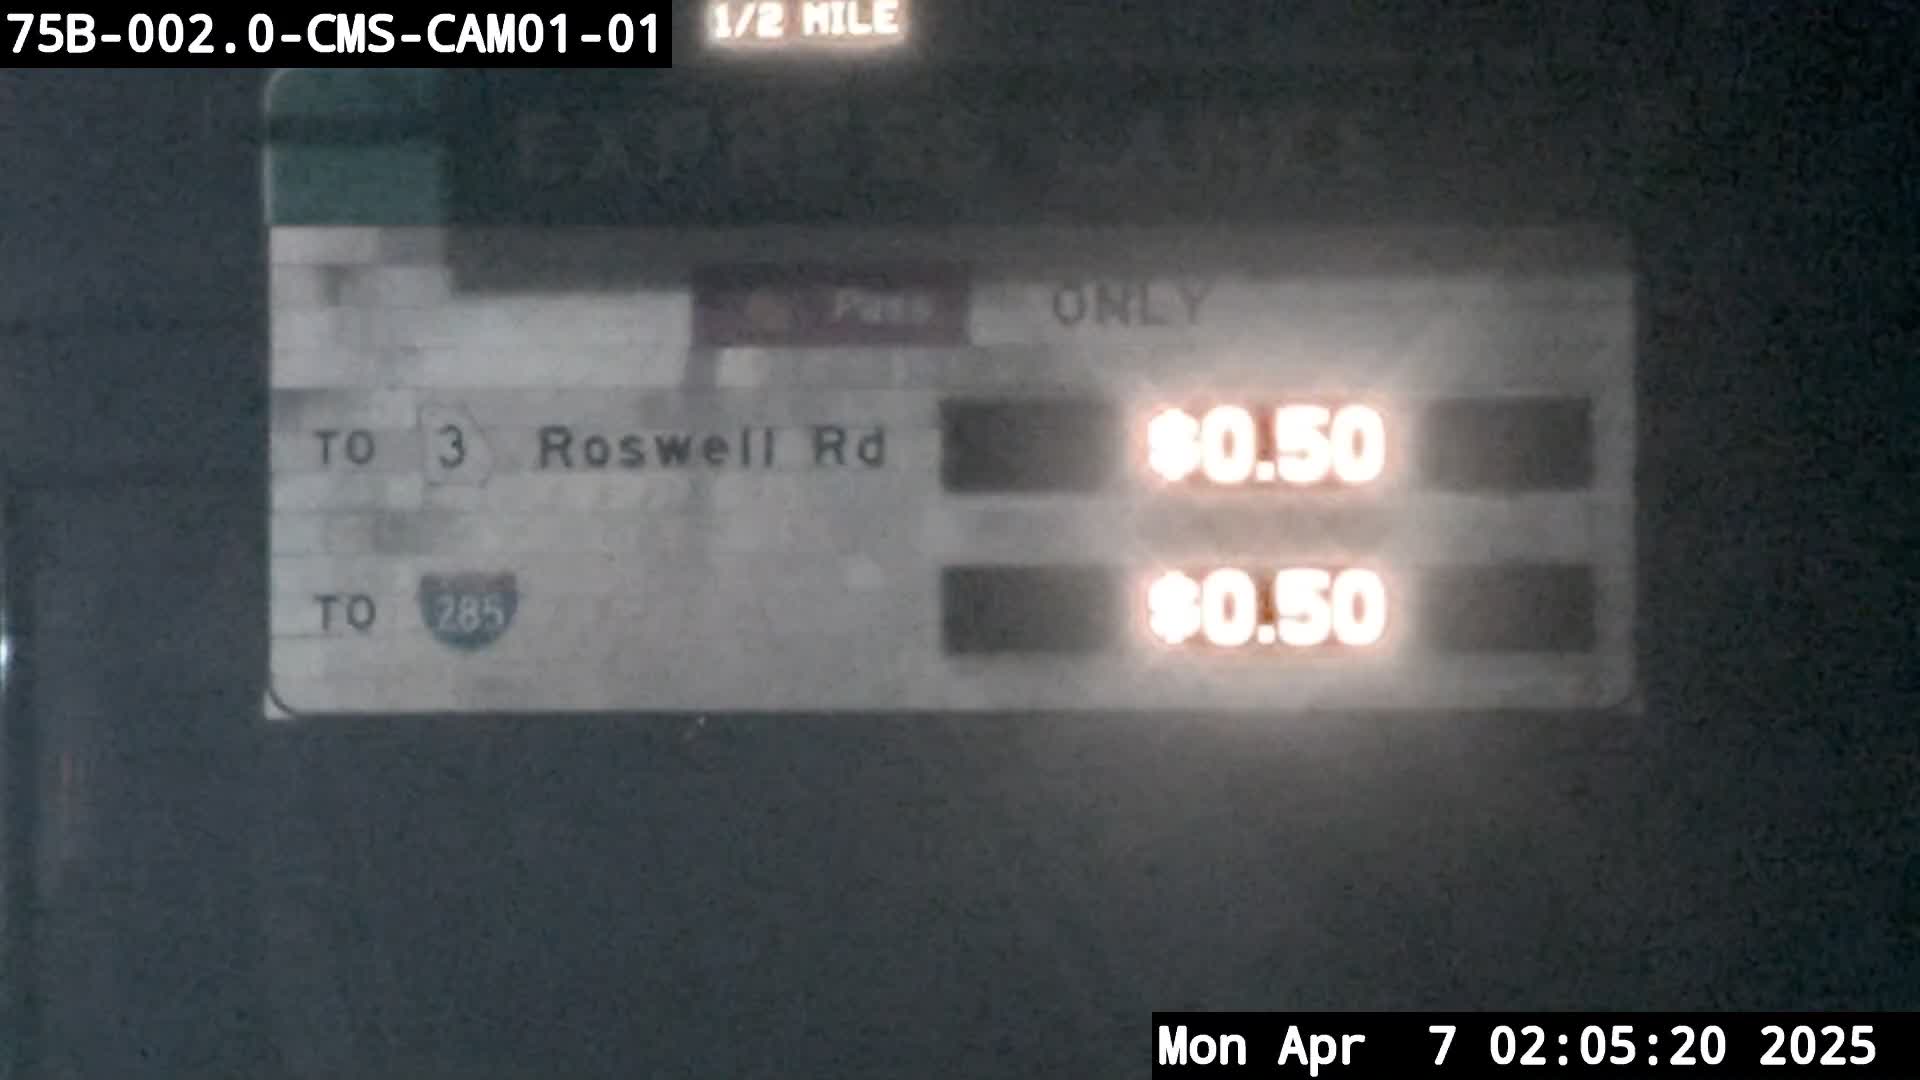 75B-002.0-CMS-CAM01-01
1/2 MILE
Pass ONLY
TO 3 Roswell Rd $0.50
TO 285 $0.50
Mon Apr 7 02:05:20 2025